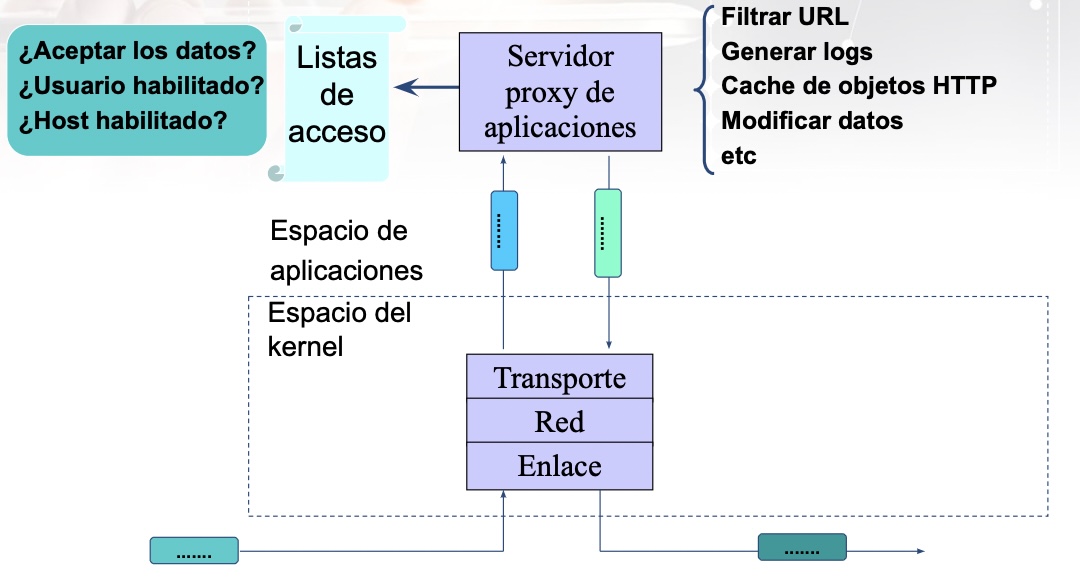 ¿Aceptar los datos?
¿Usuario habilitado?
¿Host habilitado?
Listas
de
acceso
Servidor
proxy de
aplicaciones
Filtrar URL
Generar logs
Cache de objetos HTTP
Modificar datos
etc
.......
.......
Espacio de
aplicaciones
Espacio del
kernel
Transporte
Red
Enlace
.......
.......